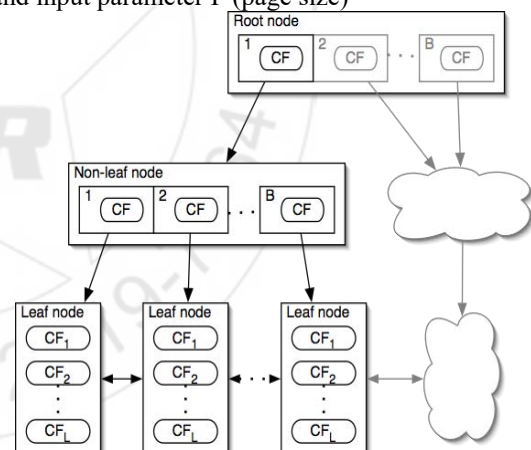 and input parameter P (page size)
Root node
1 CF 2 CF . . . B CF
Non-leaf node
1 CF 2 CF . . . B CF
Leaf node Leaf node Leaf node
CF1 CF1 CF1
CF2 CF2 . . . CF2
. . .
. . .
CFL CFL CFL